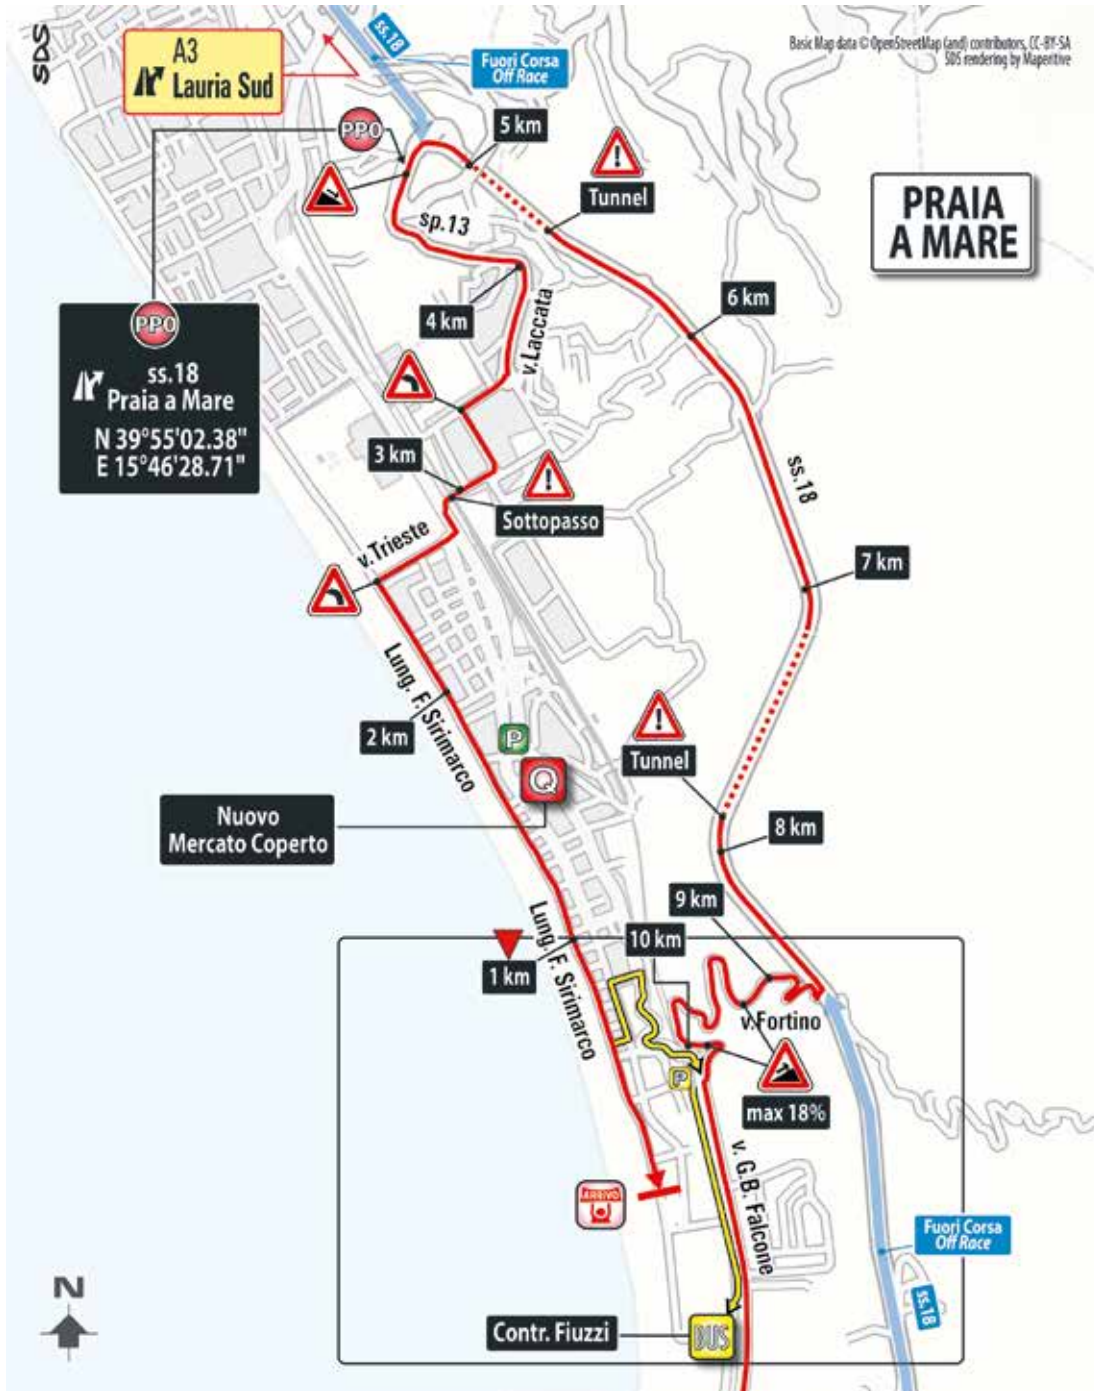 SDS
A3
Lauria Sud
ss.18
Fuori Corsa
Off Race
Basic Map data © OpenStreetMap (and) contributors, CC-BY-SA
SDS rendering by Maperitive
PPO
5 km
Tunnel
PRAIA
A MARE
sp.13
6 km
4 km
v.Laccata
PPO
ss.18
Praia a Mare
N 39°55'02.38"
E 15°46'28.71"
3 km
ss.18
Sottopasso
v.Trieste
7 km
Lung. F. Sirimarco
2 km
P
Q
Tunnel
Nuovo
Mercato Coperto
8 km
9 km
Lung. F. Sirimarco
10 km
1 km
v.Fortino
P
max 18%
v. G.B. Falcone
ARRIVO
Fuori Corsa
Off Race
ss.18
N
Contr. Fiuzzi
BUS